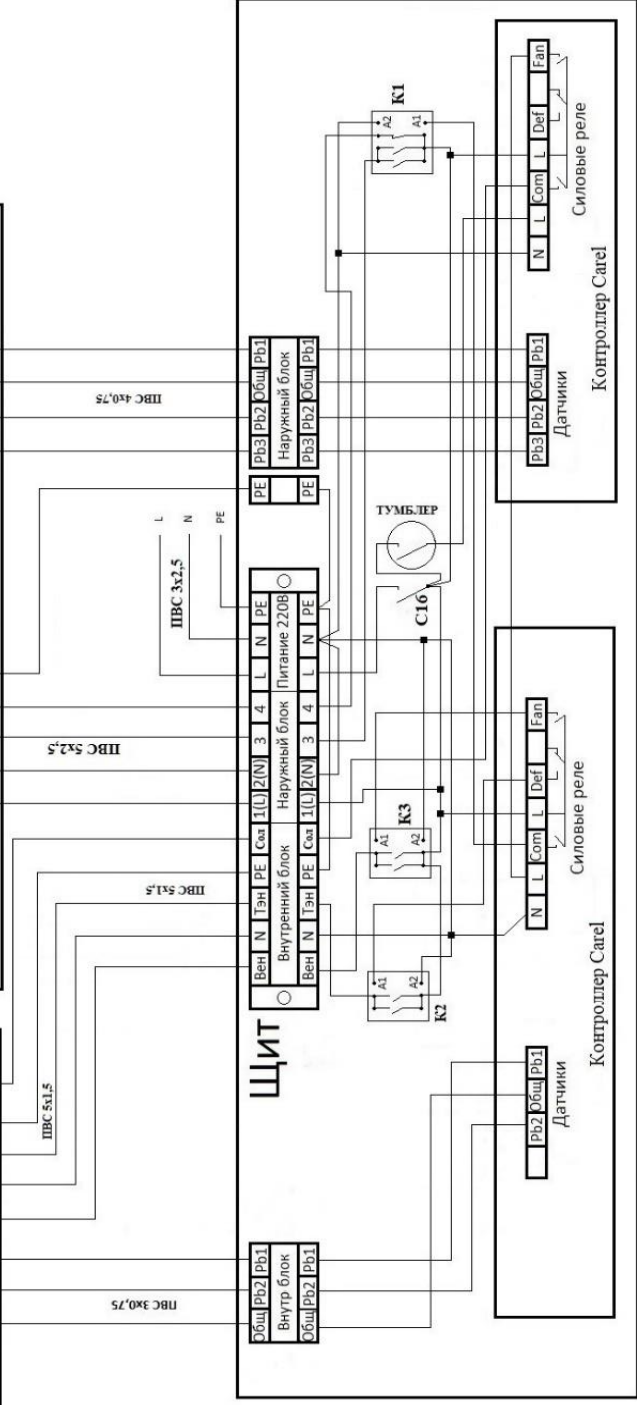 K1
A2
A1
Fan
Def
L
Com
L
N
Силовые реле
Контроллер Carel
ПВС 4х0,75
Pb3 Pb2 Общ Pb1
Наружный блок
Pb3 Pb2 Общ Pb1
Pb3 Pb2 Общ Pb1
Датчики
PE
PE
L
N
PE
ПВС 3х2,5
ТУМБЛЕР
С16
ПВС 5х2,5
ПВС 5х1,5
Вен N Тэн PE Сол 1(L) 2(N) 3 4 L N PE
Внутренний блок Наружный блок Питание 220В
Вен N Тэн PE Сол 1(L) 2(N) 3 4 L N PE
K3
A1
A2
K2
A1
A2
Щит
N L Com L Def Fan
Силовые реле
Контроллер Carel
Pb2 Общ Pb1
Датчики
ПВС 5х1,5
ПВС 3х0,75
Общ Pb2 Pb1
Внутр блок
Общ Pb2 Pb1